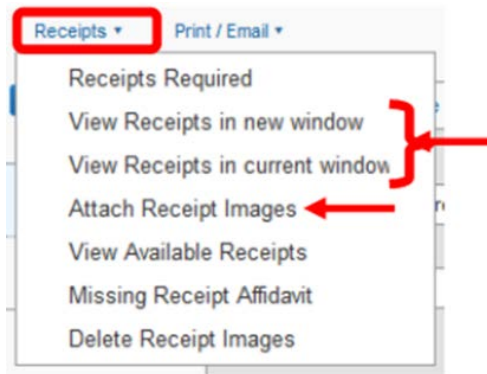 Receipts ▾ Print / Email ▾
Receipts Required
View Receipts in new window
View Receipts in current window
Attach Receipt Images
View Available Receipts
Missing Receipt Affidavit
Delete Receipt Images